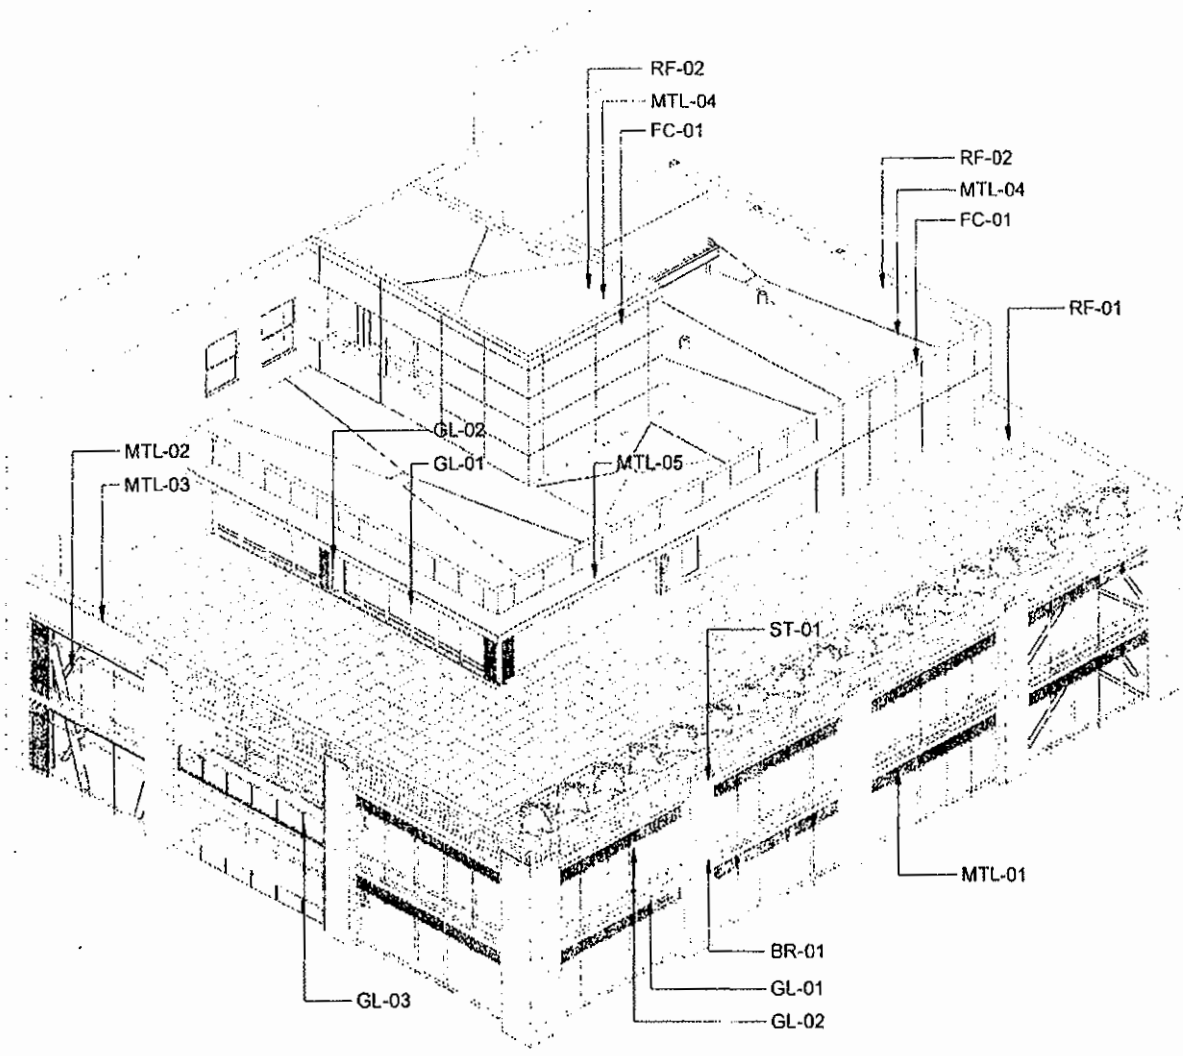 RF-02
MTL-04
FC-01
RF-02
MTL-04
FC-01
RF-01
GL-02
GL-01
MTL-05
MTL-02
MTL-03
ST-01
MTL-01
BR-01
GL-01
GL-02
GL-03